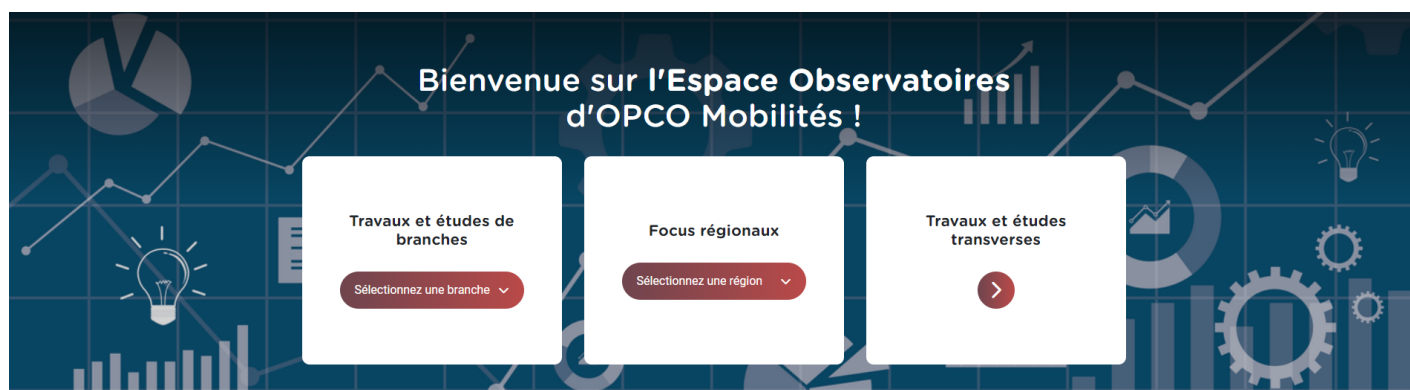 Bienvenue sur l'Espace Observatoires
d'OPCO Mobilités !
Travaux et études de
branches
Sélectionnez une branche
Focus régionaux
Sélectionnez une région
Travaux et études
transverses